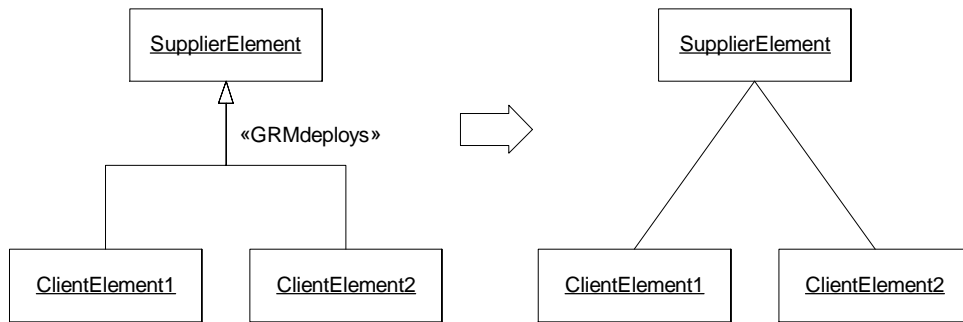 SupplierElement
SupplierElement
«GRMdeploys»
ClientElement1
ClientElement2
ClientElement1
ClientElement2